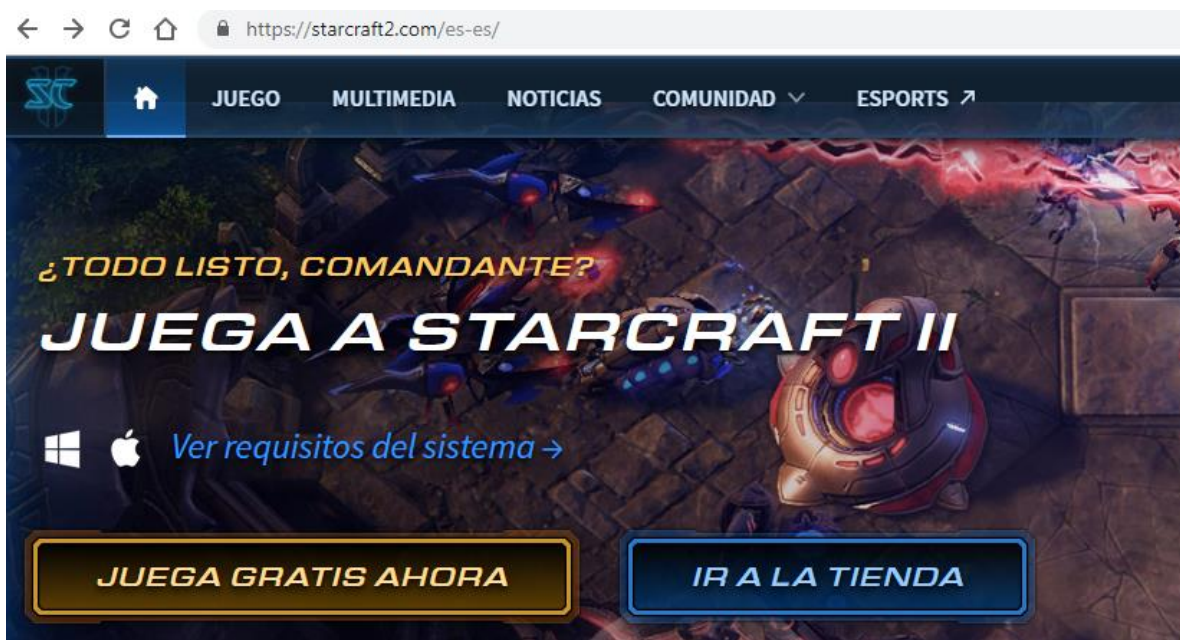 https://starcraft2.com/es-es/
SC JUEGO MULTIMEDIA NOTICIAS COMUNIDAD ESPORTS
¿TODO LISTO, COMANDANTE?
JUEGA A STARCRAFT II
Ver requisitos del sistema →
JUEGA GRATIS AHORA IR A LA TIENDA